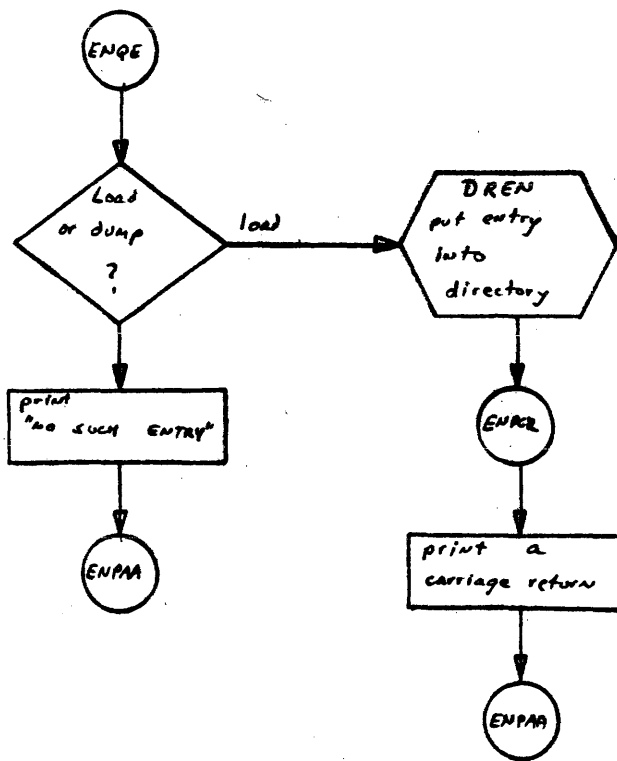 ENQE
Load
or dump
?
load
DREN
put entry
into
directory
print
"NO SUCH ENTRY"
ENPCR
ENPAA
print a
carriage return
ENPAA